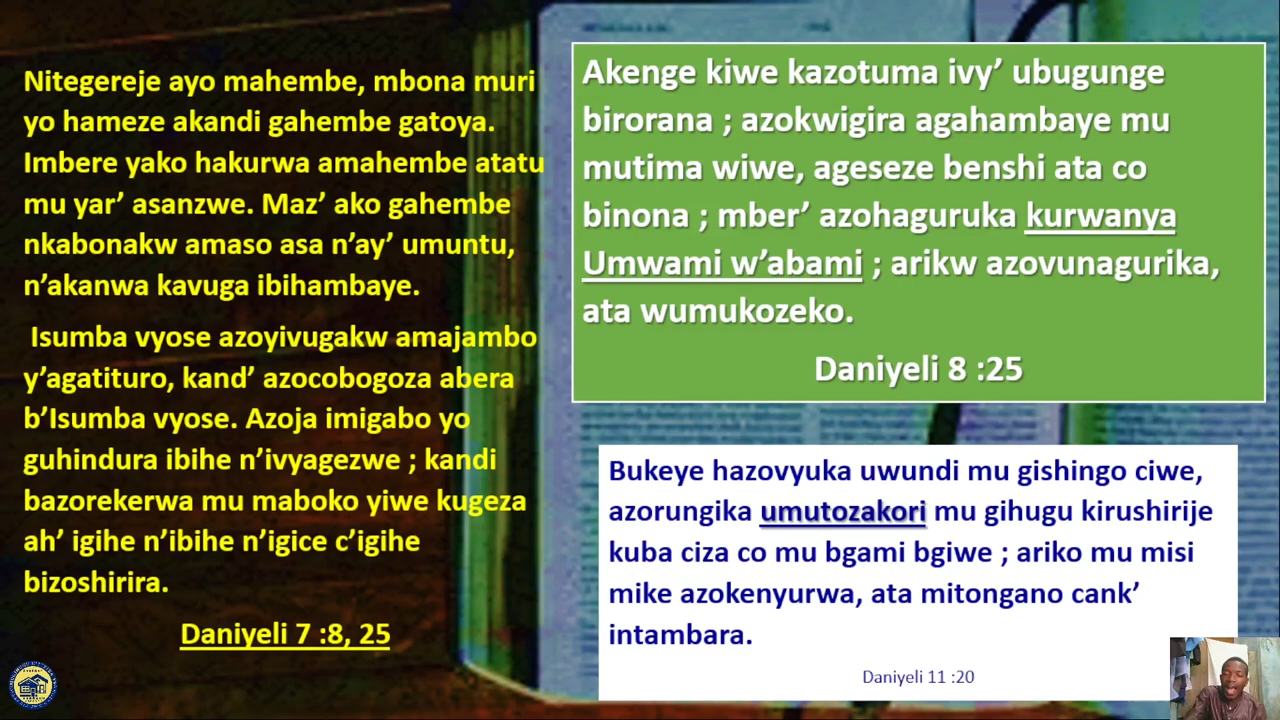 Nitegereje ayo mahembe, mbona muri
yo hameze akandi gahembe gatoya.
Imbere yako hakurwa amahembe atatu
mu yar’ asanzwe. Maz’ ako gahembe
nkabonakw amaso asa n’ay’ umuntu,
n’akanwa kavuga ibihambaye.
Isumba vyose azoyivugakw amajambo
y’agatituro, kand’ azocobogoza abera
b’Isumba vyose. Azoja imigabo yo
guhindura ibihe n’ivyagezwe ; kandi
bazorekerwa mu maboko yiwe kugeza
ah’ igihe n’ibihe n’igice c’igihe
bizoshirira.
Daniyeli 7 :8, 25
Akenge kiwe kazotuma ivy’ ubugunge
birorana ; azokwigira agahambaye mu
mutima wiwe, ageseze benshi ata co
binona ; mber’ azohaguruka kurwanya
Umwami w’abami ; arikw azovunagurika,
ata wumukozeko.
Daniyeli 8 :25
Bukeye hazovyuka uwundi mu gishingo ciwe,
azorungika umutozakori mu gihugu kirushirije
kuba ciza co mu bgami bgiwe ; ariko mu misi
mike azokenyurwa, ata mitongano cank’
intambara.
Daniyeli 11 :20